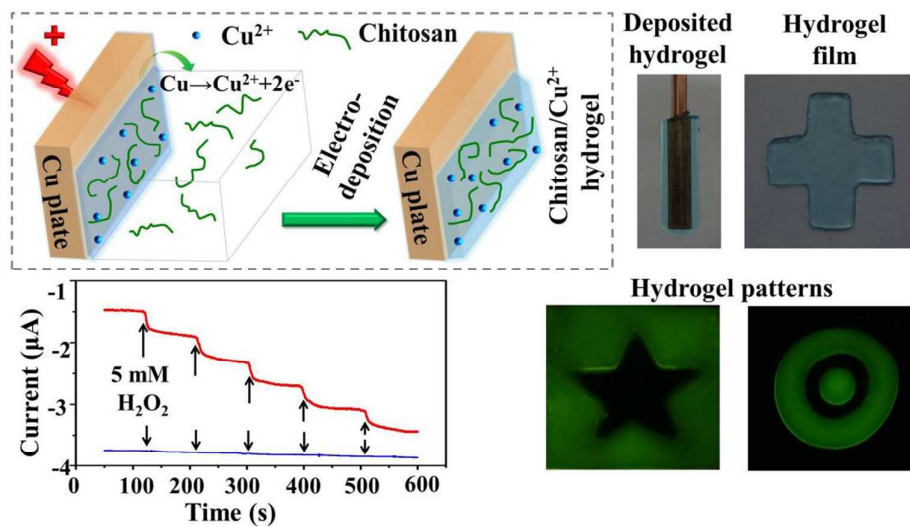 +
Cu²⁺
Chitosan
Cu→Cu²⁺+2e⁻
Cu plate
Electro-
deposition
Cu plate
Chitosan/Cu²⁺
hydrogel
Deposited
hydrogel
Hydrogel
film
Current (μA)
-1
-2
-3
-4
5 mM
H₂O₂
0 100 200 300 400 500 600
Time (s)
Hydrogel patterns